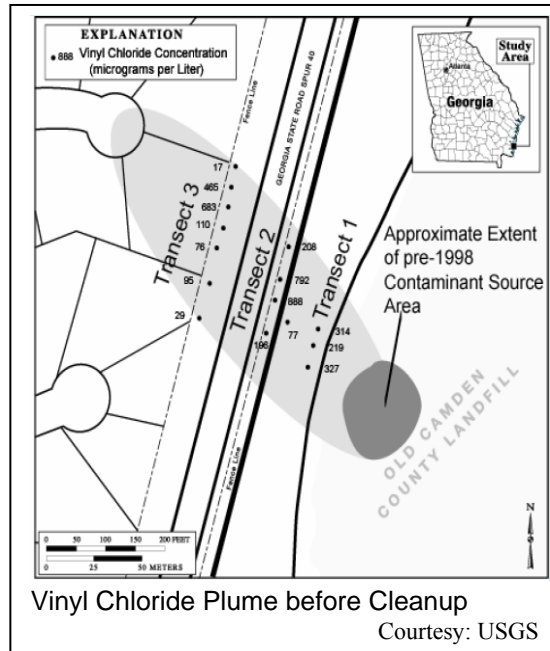 EXPLANATION
• 888 Vinyl Chloride Concentration
(micrograms per Liter)
Study
Area
Atlanta
Georgia
Fence Line
GEORGIA STATE ROAD SPUR 40
17
465
683
110
76
95
29
Transect 3
Transect 2
Transect 1
208
792
888
77
196
314
219
327
Approximate Extent
of pre-1998
Contaminant Source
Area
OLD CAMDEN
COUNTY LANDFILL
Fence Line
N
0 50 100 150 200 FEET
0 25 50 METERS
Vinyl Chloride Plume before Cleanup
Courtesy: USGS